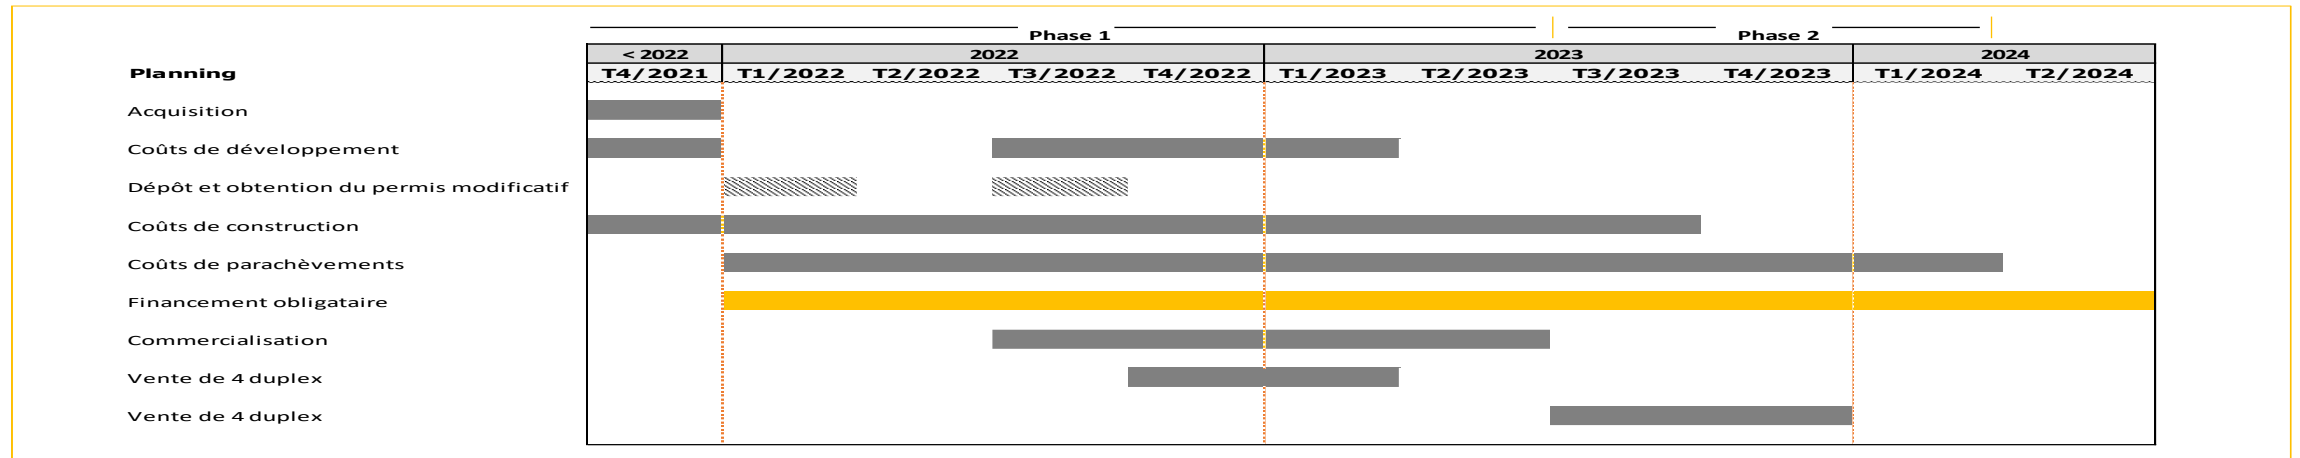 Phase 1 Phase 2
< 2022 2022 2023 2024
Planning T4/2021 T1/2022 T2/2022 T3/2022 T4/2022 T1/2023 T2/2023 T3/2023 T4/2023 T1/2024 T2/2024
Acquisition
Coûts de développement
Dépôt et obtention du permis modificatif
Coûts de construction
Coûts de parachèvements
Financement obligataire
Commercialisation
Vente de 4 duplex
Vente de 4 duplex